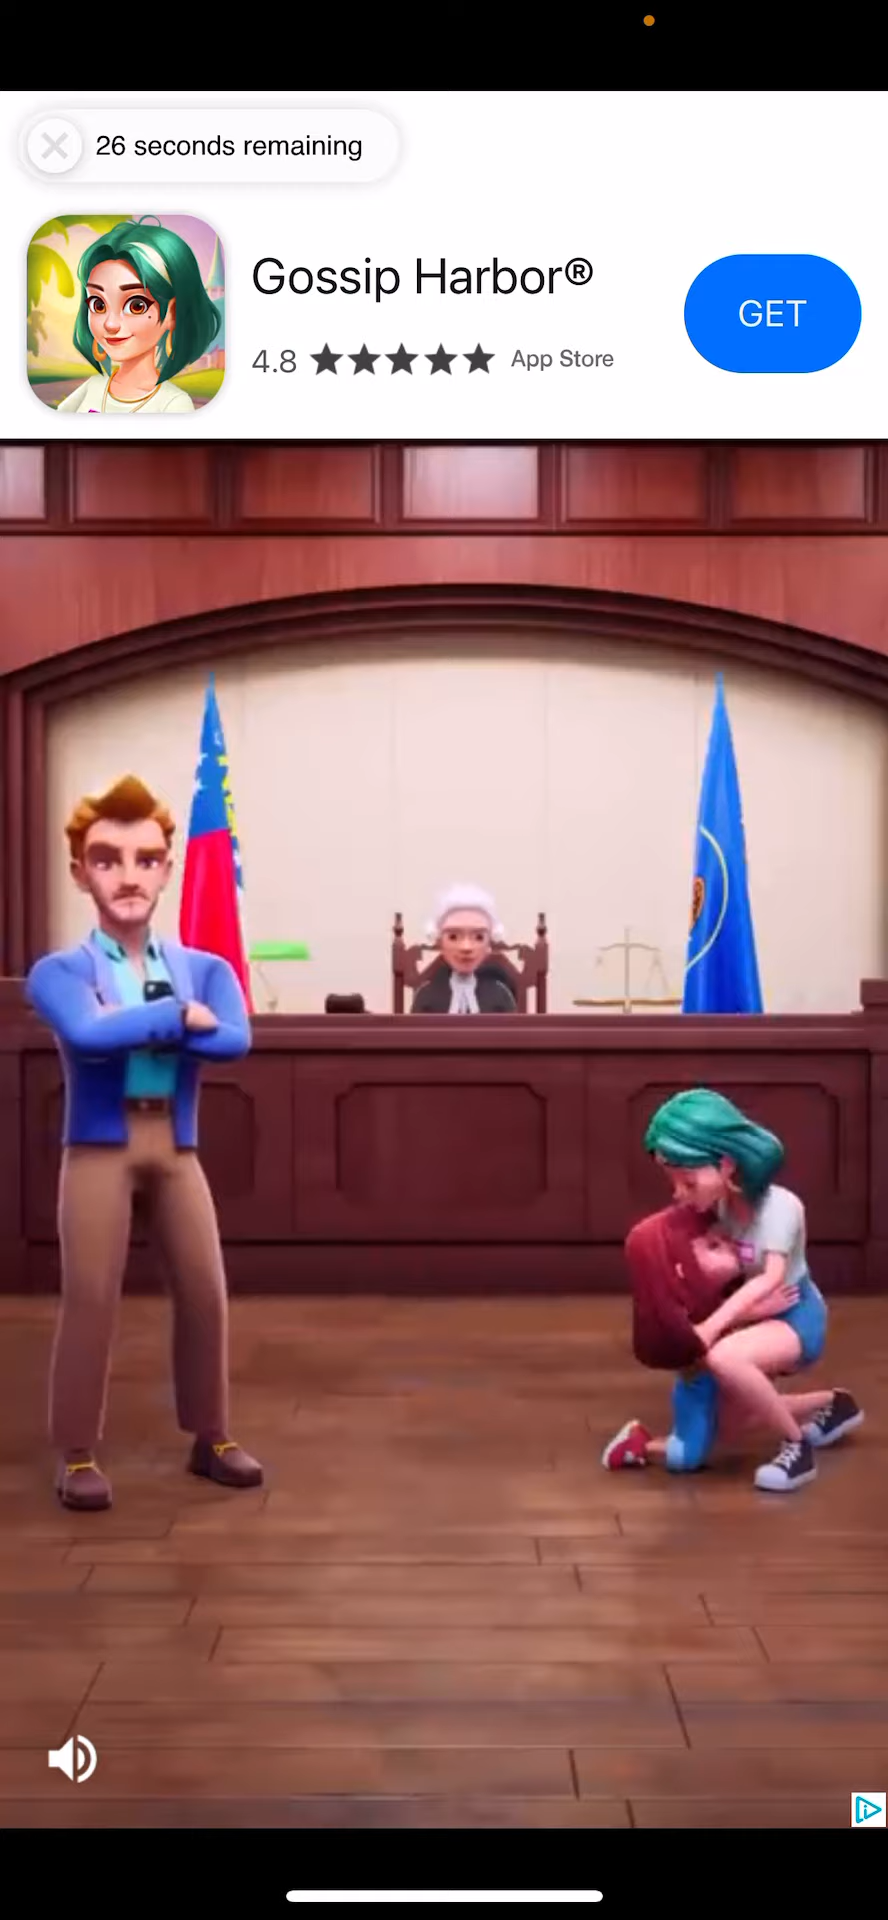 26 seconds remaining
Gossip Harbor®
GET
4.8 ★★★★★ App Store